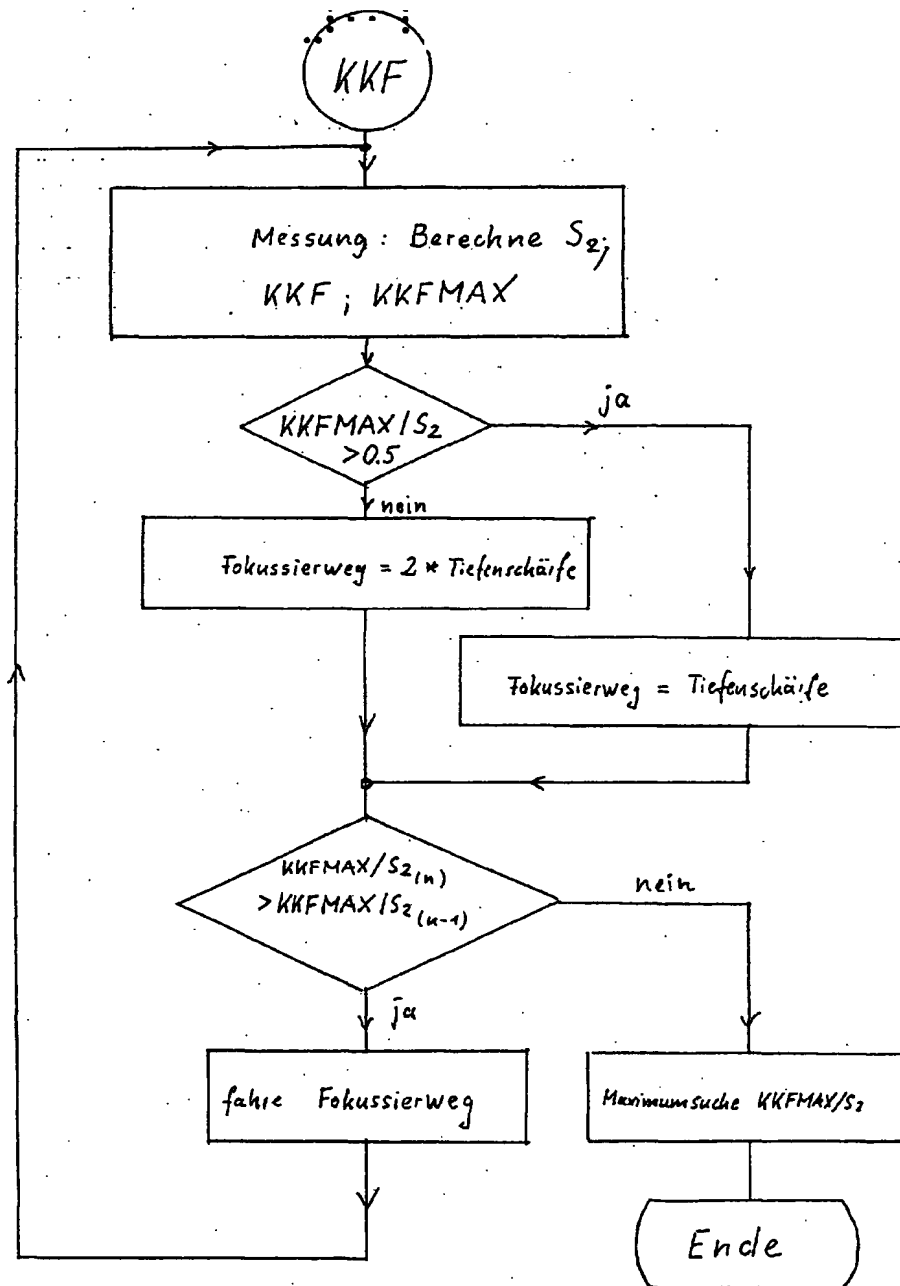 KKF
Messung: Berechne S₂;
KKF ; KKFMAX
KKFMAX/S₂
>0.5
ja
nein
Fokussierweg = 2 * Tiefenschärfe
Fokussierweg = Tiefenschärfe
KKFMAX/S₂(n)
>KKFMAX/S₂(n-1)
nein
ja
fahre Fokussierweg
Maximumsuche KKFMAX/S₂
Ende